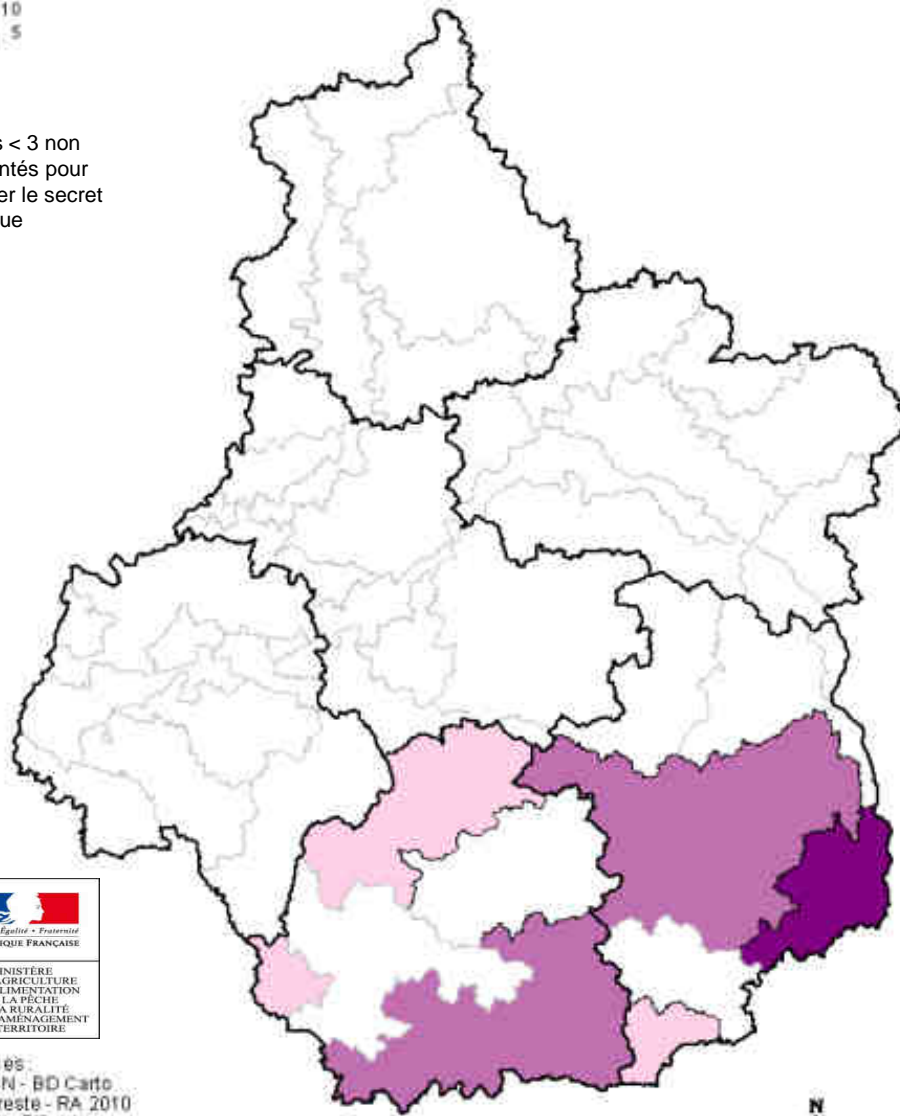 10
S
s < 3 non
ntés pour
er le secret
ue
Égalité • Fraternité
IQUE FRANÇAISE
INISTÈRE
AGRICULTURE
LIMENTATION
LA PÊCHE
A RURALITÉ
AMÉNAGEMENT
TERRITOIRE
es :
N - BD Carto
reste - RA 2010
N